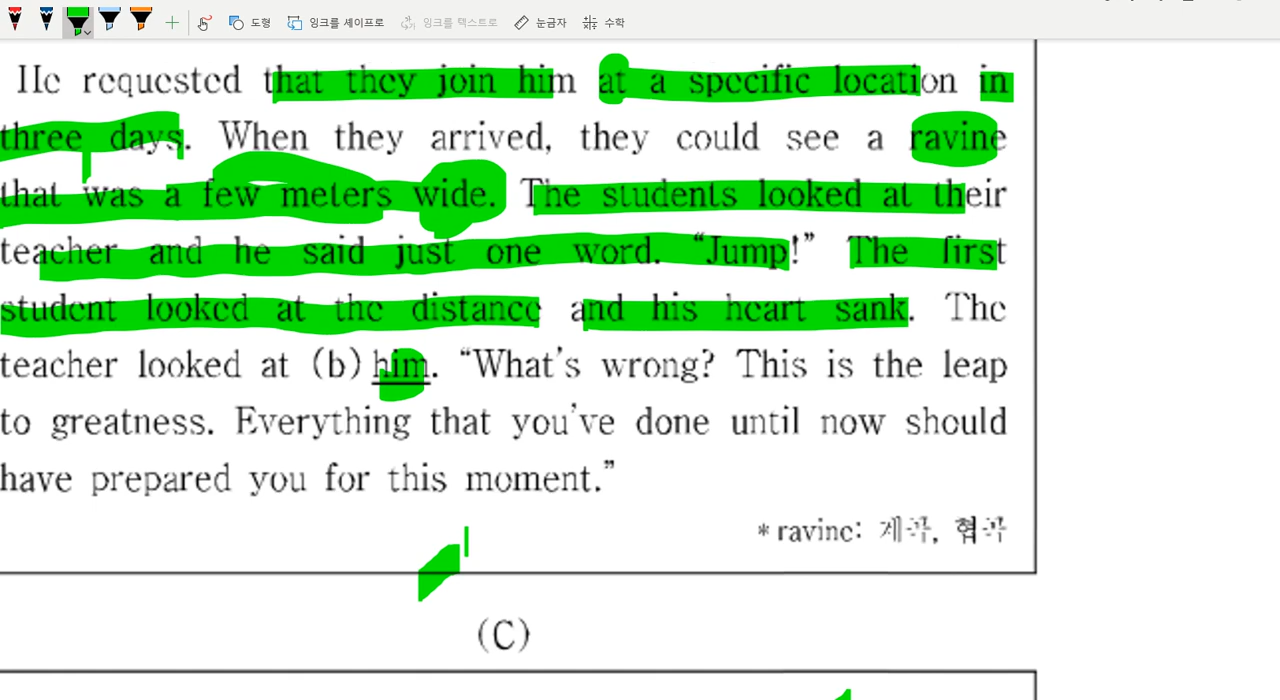 도형 잉크를 셰이프로 잉크를 텍스트로 눈금자 수학
He requested that they join him at a specific location in
three days. When they arrived, they could see a ravine
that was a few meters wide. The students looked at their
teacher and he said just one word. “Jump!” The first
student looked at the distance and his heart sank. The
teacher looked at (b) him. “What's wrong? This is the leap
to greatness. Everything that you've done until now should
have prepared you for this moment.”
* ravine: 계곡, 협곡
(C)